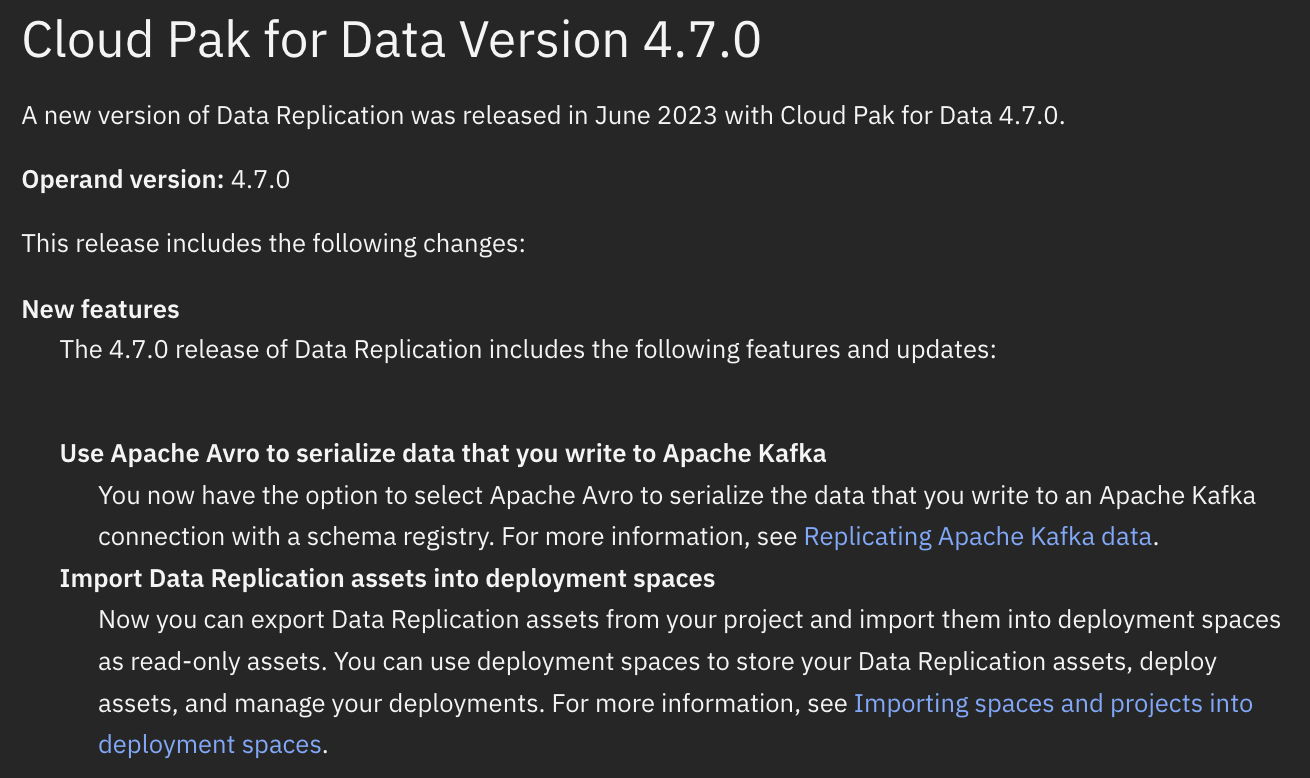 Cloud Pak for Data Version 4.7.0
A new version of Data Replication was released in June 2023 with Cloud Pak for Data 4.7.0.
Operand version: 4.7.0
This release includes the following changes:
New features
The 4.7.0 release of Data Replication includes the following features and updates:
Use Apache Avro to serialize data that you write to Apache Kafka
You now have the option to select Apache Avro to serialize the data that you write to an Apache Kafka
connection with a schema registry. For more information, see Replicating Apache Kafka data.
Import Data Replication assets into deployment spaces
Now you can export Data Replication assets from your project and import them into deployment spaces
as read-only assets. You can use deployment spaces to store your Data Replication assets, deploy
assets, and manage your deployments. For more information, see Importing spaces and projects into
deployment spaces.